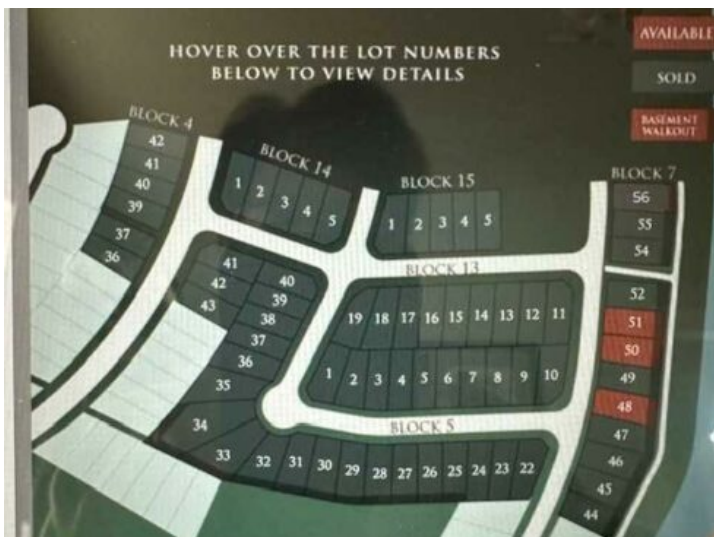 HOVER OVER THE LOT NUMBERS
BELOW TO VIEW DETAILS
AVAILABLE
SOLD
BASEMENT
WALKOUT
BLOCK 4
42
41
40
39
37
36
BLOCK 14
1 2 3 4 5
BLOCK 15
1 2 3 4 5
BLOCK 7
56
55
54
52
51
50
49
48
47
46
45
44
BLOCK 13
19 18 17 16 15 14 13 12 11
1 2 3 4 5 6 7 8 9 10
41
42
43
40
39
38
37
36
35
34
33 32 31 30 29 28 27 26 25 24 23 22
BLOCK 5